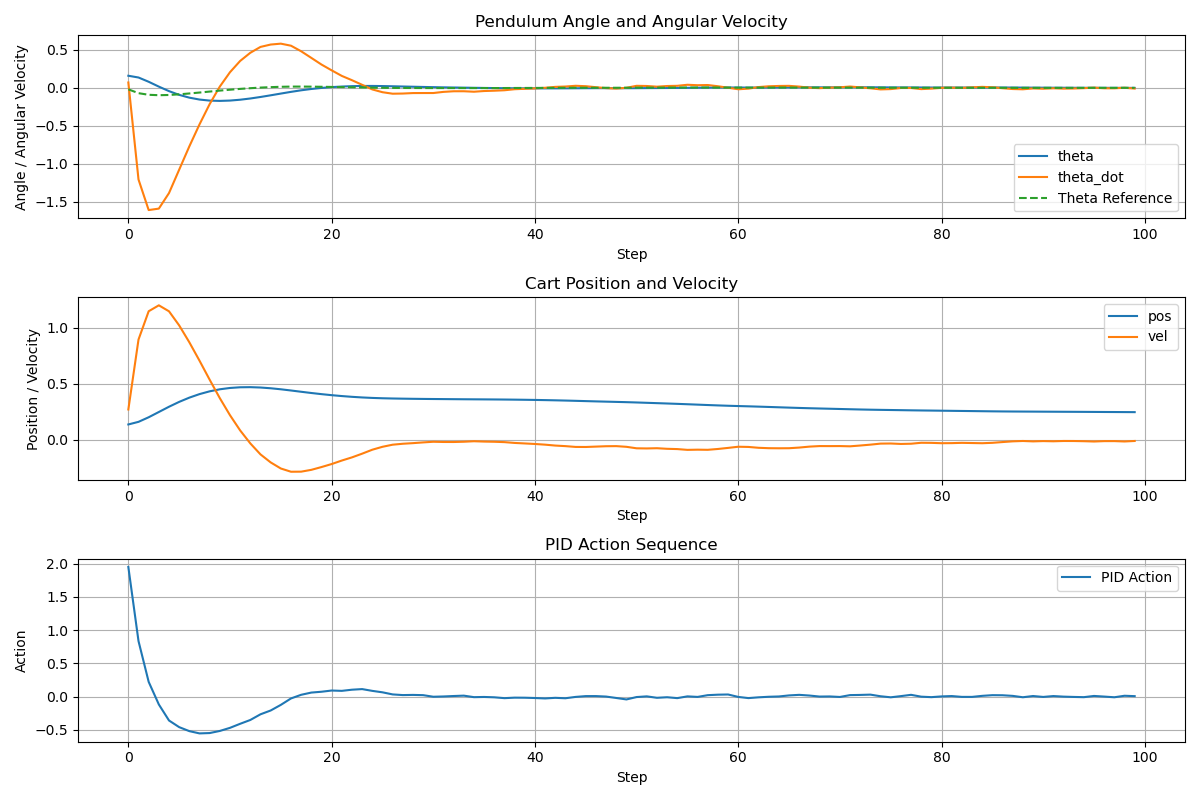 Pendulum Angle and Angular Velocity
Angle / Angular Velocity
0.5
0.0
−0.5
−1.0
−1.5
theta
theta_dot
Theta Reference
0 20 40 60 80 100
Step
Cart Position and Velocity
Position / Velocity
1.0
0.5
0.0
pos
vel
0 20 40 60 80 100
Step
PID Action Sequence
Action
2.0
1.5
1.0
0.5
0.0
−0.5
PID Action
0 20 40 60 80 100
Step